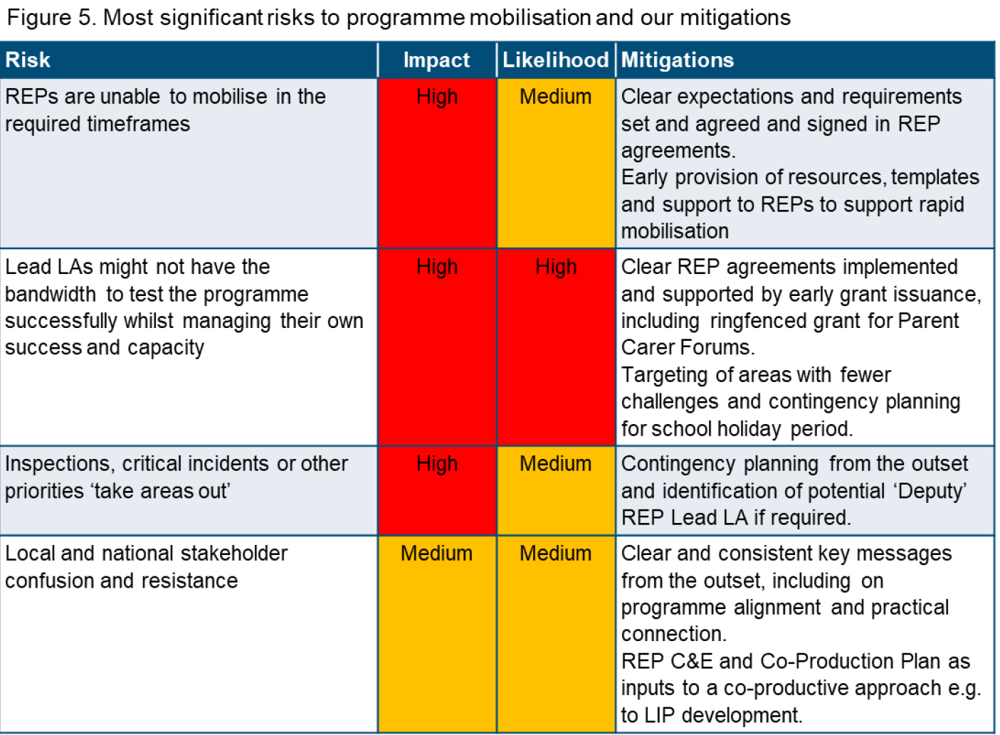 Figure 5. Most significant risks to programme mobilisation and our mitigations
Risk Impact Likelihood Mitigations
REPs are unable to mobilise in the
required timeframes
High
Medium
Clear expectations and requirements
set and agreed and signed in REP
agreements.
Early provision of resources, templates
and support to REPs to support rapid
mobilisation
Lead LAs might not have the
bandwidth to test the programme
successfully whilst managing their own
success and capacity
High
High
Clear REP agreements implemented
and supported by early grant issuance,
including ringfenced grant for Parent
Carer Forums.
Targeting of areas with fewer
challenges and contingency planning
for school holiday period.
Inspections, critical incidents or other
priorities ‘take areas out’
High
Medium
Contingency planning from the outset
and identification of potential ‘Deputy’
REP Lead LA if required.
Local and national stakeholder
confusion and resistance
Medium
Medium
Clear and consistent key messages
from the outset, including on
programme alignment and practical
connection.
REP C&E and Co-Production Plan as
inputs to a co-productive approach e.g.
to LIP development.